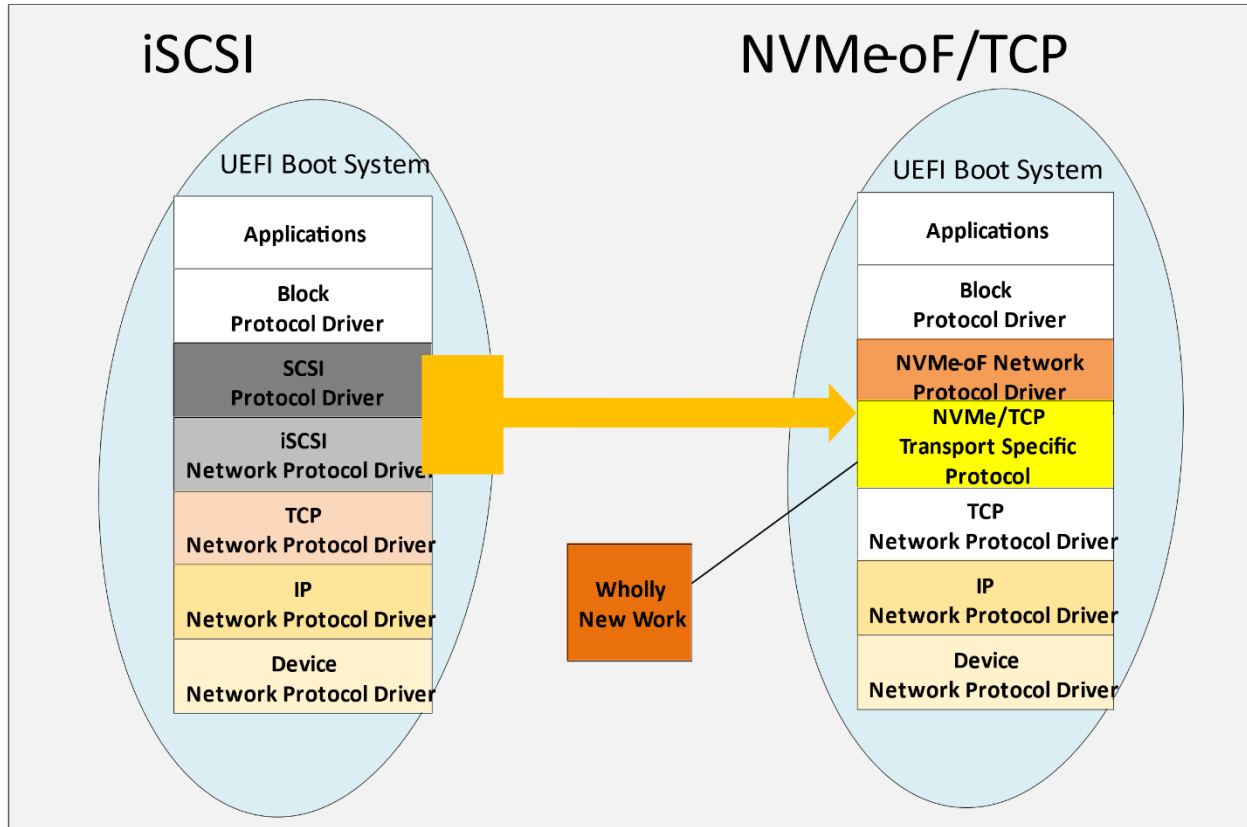 iSCSI
UEFI Boot System
Applications
Block
Protocol Driver
SCSI
Protocol Driver
iSCSI
Network Protocol Driver
TCP
Network Protocol Driver
IP
Network Protocol Driver
Device
Network Protocol Driver
Wholly
New Work
NVMe-oF/TCP
UEFI Boot System
Applications
Block
Protocol Driver
NVMe-oF Network
Protocol Driver
NVMe/TCP
Transport Specific
Protocol
TCP
Network Protocol Driver
IP
Network Protocol Driver
Device
Network Protocol Driver